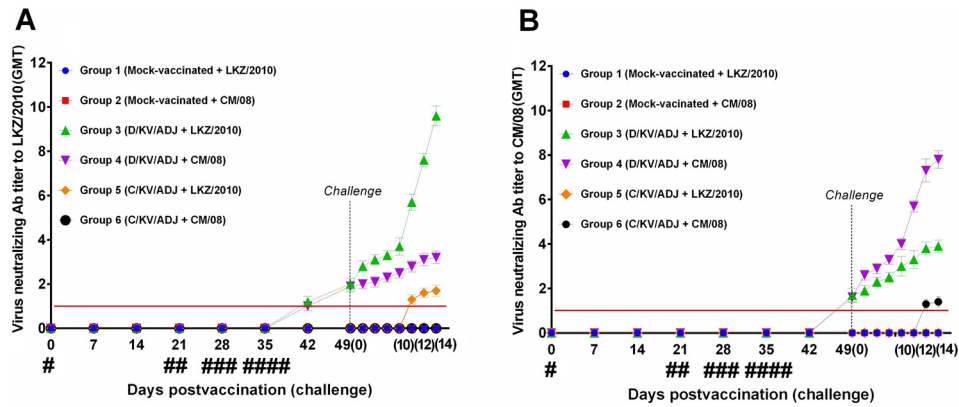 A
Virus neutralizing Ab titer to LKZ/2010(GMT)
12
10
8
6
4
2
0
Group 1 (Mock-vaccinated + LKZ/2010)
Group 2 (Mock-vacinated + CM/08)
Group 3 (D/KV/ADJ + LKZ/2010)
Group 4 (D/KV/ADJ + CM/08)
Group 5 (C/KV/ADJ + LKZ/2010)
Group 6 (C/KV/ADJ + CM/08)
Challenge
0 7 14 21 28 35 42 49(0) (10)(12)(14)
# ## ### ####
Days postvaccination (challenge)
B
Virus neutralizing Ab titer to CM/08(GMT)
12
10
8
6
4
2
0
Group 1 (Mock-vaccinated + LKZ/2010)
Group 2 (Mock-vacinated + CM/08)
Group 3 (D/KV/ADJ + LKZ/2010)
Group 4 (D/KV/ADJ + CM/08)
Group 5 (C/KV/ADJ + LKZ/2010)
Group 6 (C/KV/ADJ + CM/08)
Challenge
0 7 14 21 28 35 42 49(0) (10)(12)(14)
# ## ### ####
Days postvaccination (challenge)